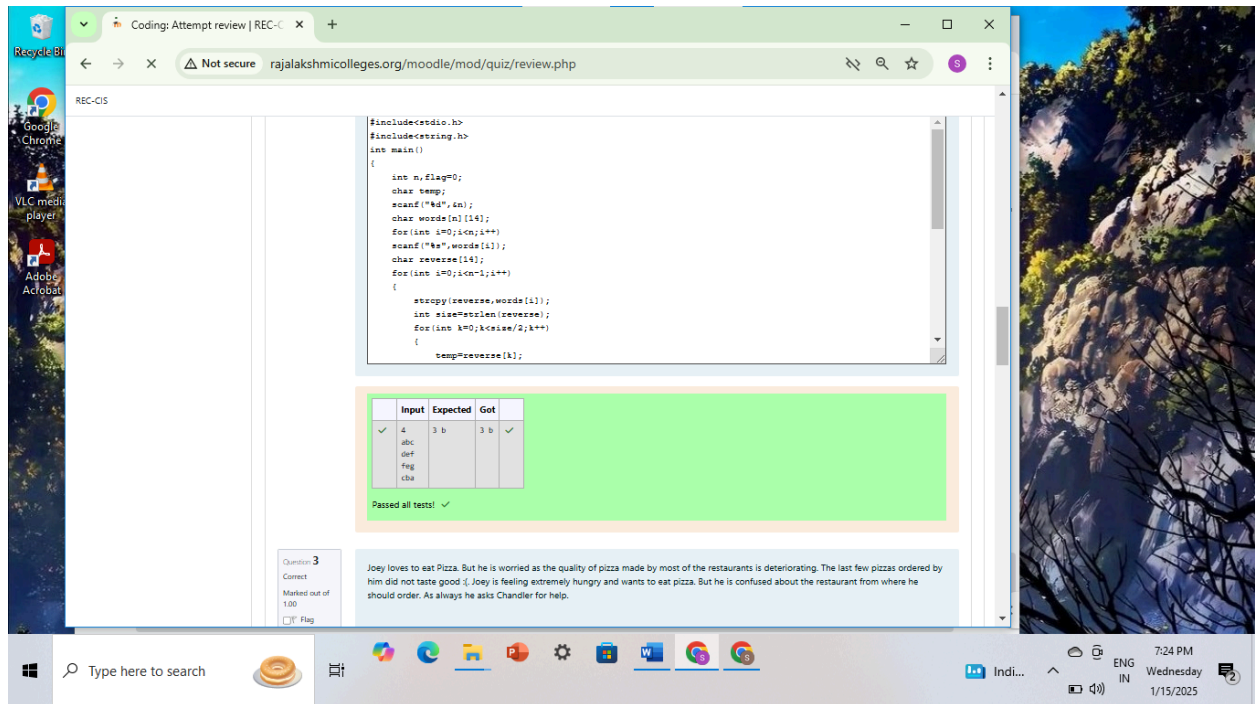 Recycle Bi
Google
Chrome
VLC medi
player
Adobe
Acrobat
Coding: Attempt review | REC-C
Not secure rajalakshmicolleges.org/moodle/mod/quiz/review.php
S
REC-CIS
#include<stdio.h>
#include<string.h>
int main()
{
int n,flag=0;
char temp;
scanf("%d",&n);
char words[n][14];
for(int i=0;i<n;i++)
scanf("%s",words[i]);
char reverse[14];
for(int i=0;i<n-1;i++)
{
strcpy(reverse,words[i]);
int size=strlen(reverse);
for(int k=0;k<size/2;k++)
{
temp=reverse[k];
Input Expected Got
4 3 b 3 b
abc
def
feg
cba
Passed all tests!
Question 3
Correct
Marked out of
1.00
Flag
Joey loves to eat Pizza. But he is worried as the quality of pizza made by most of the restaurants is deteriorating. The last few pizzas ordered by
him did not taste good :(. Joey is feeling extremely hungry and wants to eat pizza. But he is confused about the restaurant from where he
should order. As always he asks Chandler for help.
Type here to search
Indi...
ENG
IN
7:24 PM
Wednesday
1/15/2025
2